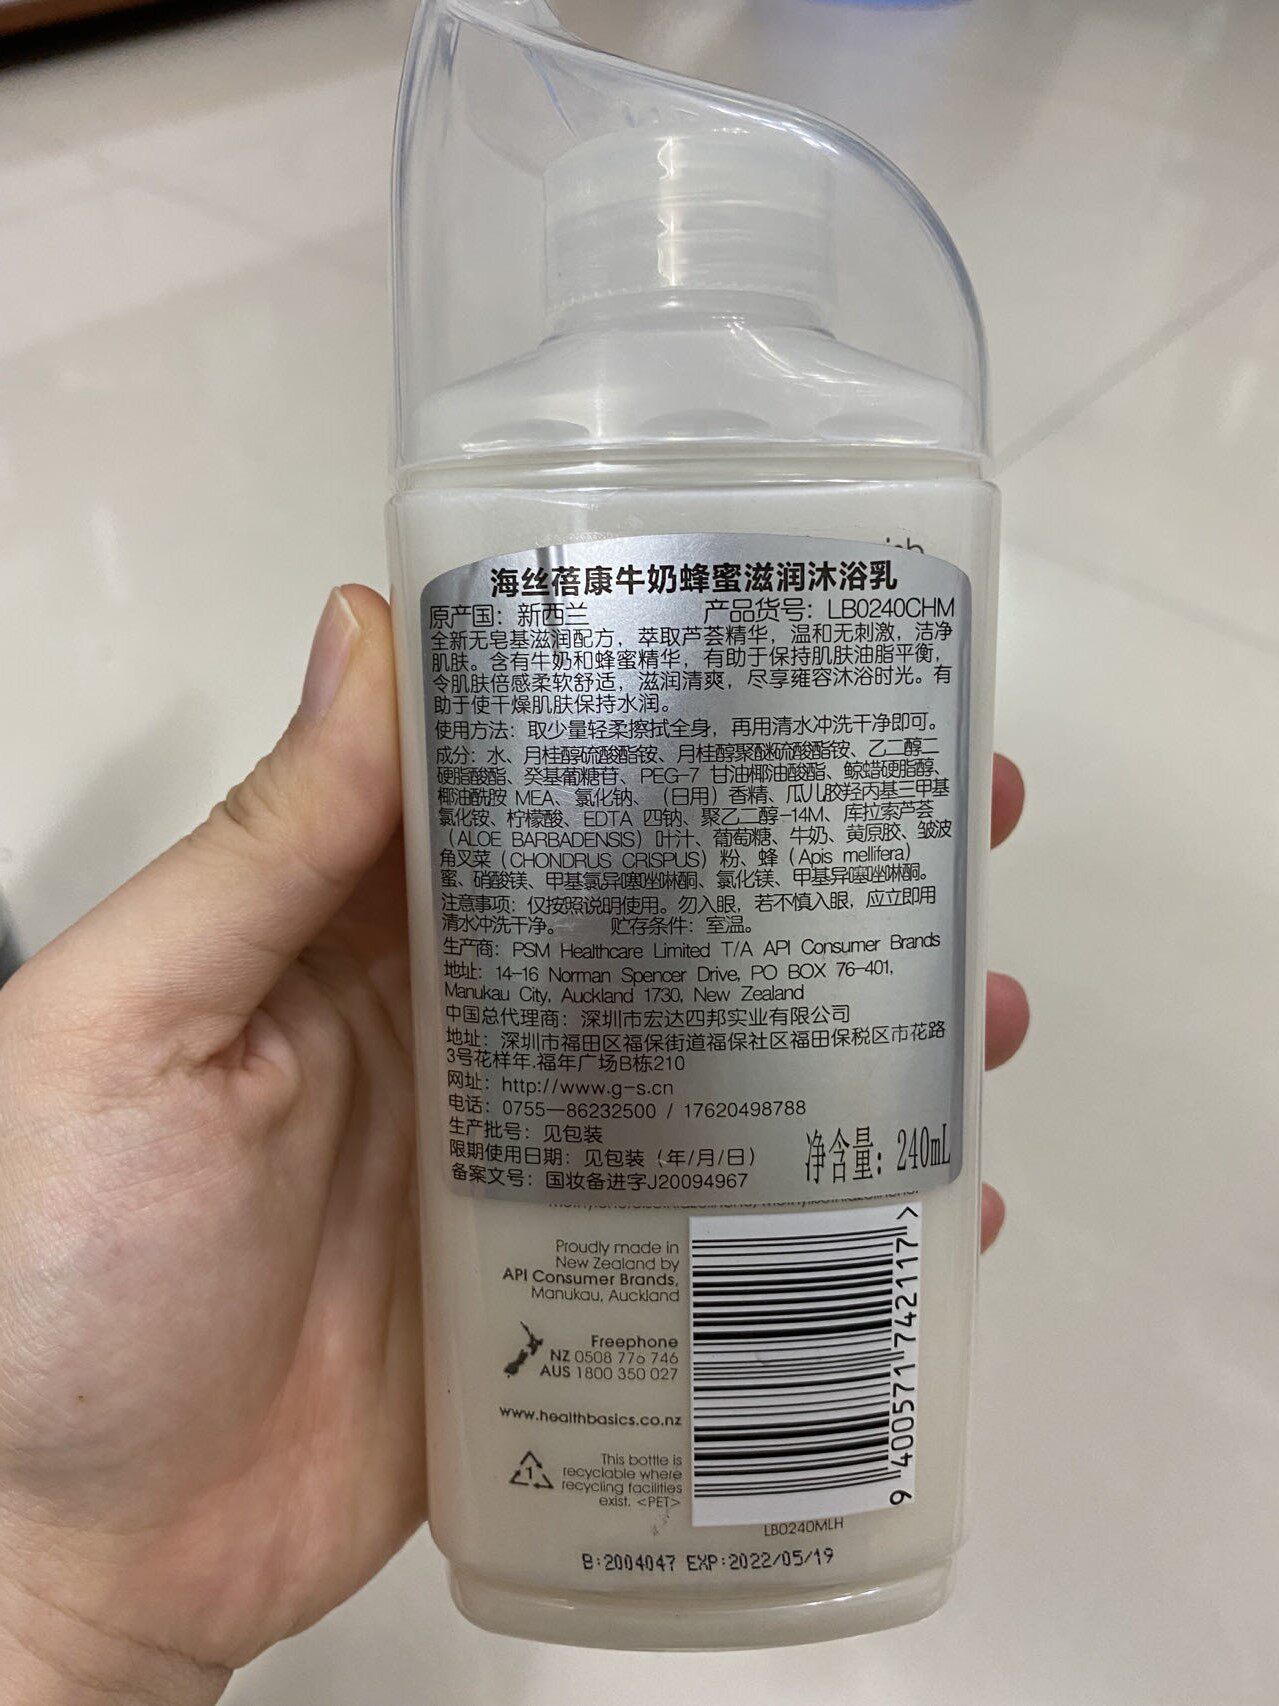 海丝蓓康牛奶蜂蜜滋润沐浴乳
原产国：新西兰 产品货号：LB0240CHM
全新无皂基滋润配方，萃取芦荟精华，温和无刺激，洁净
肌肤。含有牛奶和蜂蜜精华，有助于保持肌肤油脂平衡，
令肌肤倍感柔软舒适，滋润清爽，尽享雍容沐浴时光。有
助于使干燥肌肤保持水润。
使用方法：取少量轻柔擦拭全身，再用清水冲洗干净即可。
成分：水、月桂醇硫酸酯铵、月桂醇聚醚硫酸酯铵、乙二醇二
硬脂酸酯、癸基葡糖苷、PEG-7 甘油椰油酸酯、鲸蜡硬脂醇、
椰油酰胺 MEA、氯化钠、（日用）香精、瓜儿胶羟丙基三甲基
氯化铵、柠檬酸、EDTA 四钠、聚乙二醇-14M、库拉索芦荟
（ALOE BARBADENSIS）叶汁、葡萄糖、牛奶、黄原胶、皱波
角叉菜（CHONDRUS CRISPUS）粉、蜂（Apis mellifera）
蜜、硝酸镁、甲基氯异噻唑啉酮、氯化镁、甲基异噻唑啉酮。
注意事项：仅按照说明使用。勿入眼，若不慎入眼，应立即用
清水冲洗干净。 贮存条件：室温。
生产商：PSM Healthcare Limited T/A API Consumer Brands
地址：14-16 Norman Spencer Drive, PO BOX 76-401,
Manukau City, Auckland 1730, New Zealand
中国总代理商：深圳市宏达四邦实业有限公司
地址：深圳市福田区福保街道福保社区福田保税区市花路
3号花样年.福年广场B栋210
网址：http://www.g-s.cn
电话：0755—86232500 / 17620498788
生产批号：见包装
限期使用日期：见包装（年/月/日）
备案文号：国妆备进字J20094967
净含量：240mL
Proudly made in
New Zealand by
API Consumer Brands,
Manukau, Auckland
Freephone
NZ 0508 776 746
AUS 1800 350 027
www.healthbasics.co.nz
1
This bottle is
recyclable where
recycling facilities
exist. <PET>
9 400571 742117 >
LB0240MLH
B:2004047 EXP:2022/05/19